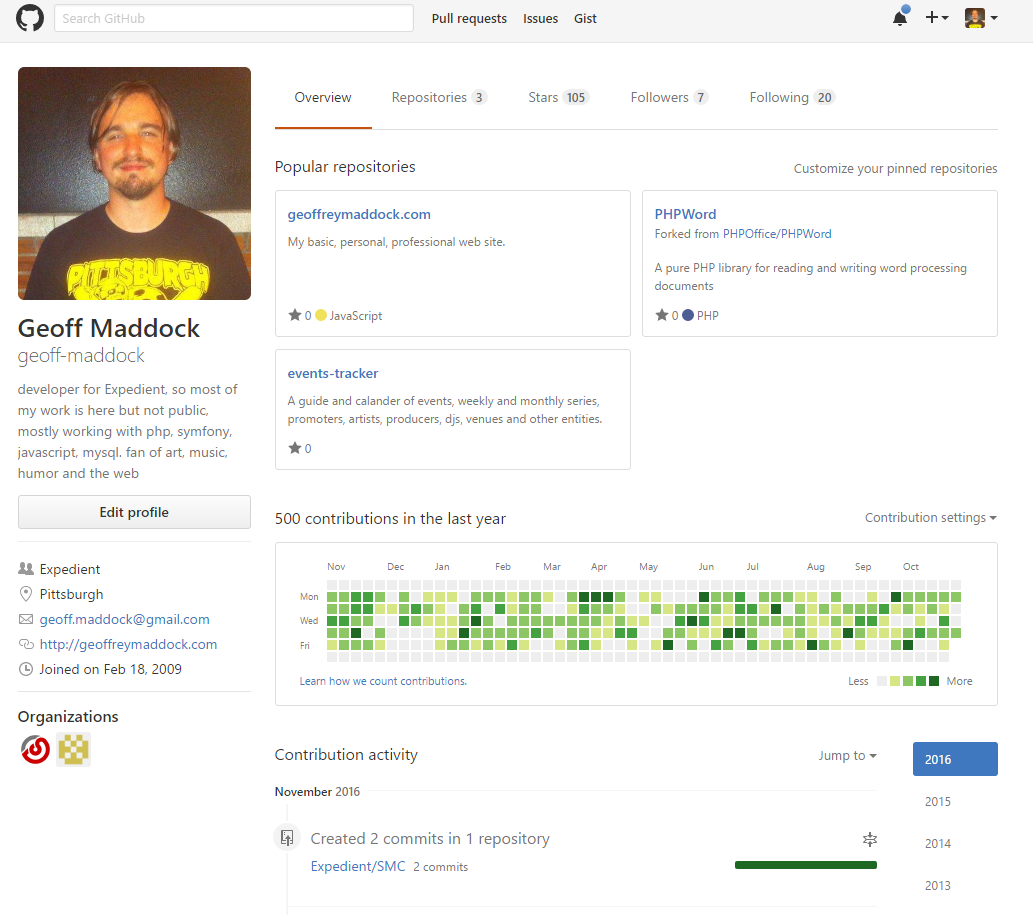 Search GitHub
Pull requests
Issues
Gist
Overview
Repositories 3
Stars 105
Followers 7
Following 20
PITTSBURGH
Geoff Maddock
geoff-maddock
developer for Expedient, so most of
my work is here but not public,
mostly working with php, symfony,
javascript, mysql. fan of art, music,
humor and the web
Edit profile
Expedient
Pittsburgh
geoff.maddock@gmail.com
http://geoffreymaddock.com
Joined on Feb 18, 2009
Organizations
Popular repositories
Customize your pinned repositories
geoffreymaddock.com
My basic, personal, professional web site.
0 JavaScript
PHPWord
Forked from PHPOffice/PHPWord
A pure PHP library for reading and writing word processing
documents
0 PHP
events-tracker
A guide and calander of events, weekly and monthly series,
promoters, artists, producers, djs, venues and other entities.
0
500 contributions in the last year
Contribution settings
Nov Dec Jan Feb Mar Apr May Jun Jul Aug Sep Oct
Mon
Wed
Fri
Learn how we count contributions.
Less More
Contribution activity
Jump to
2016
2015
2014
2013
November 2016
Created 2 commits in 1 repository
Expedient/SMC 2 commits